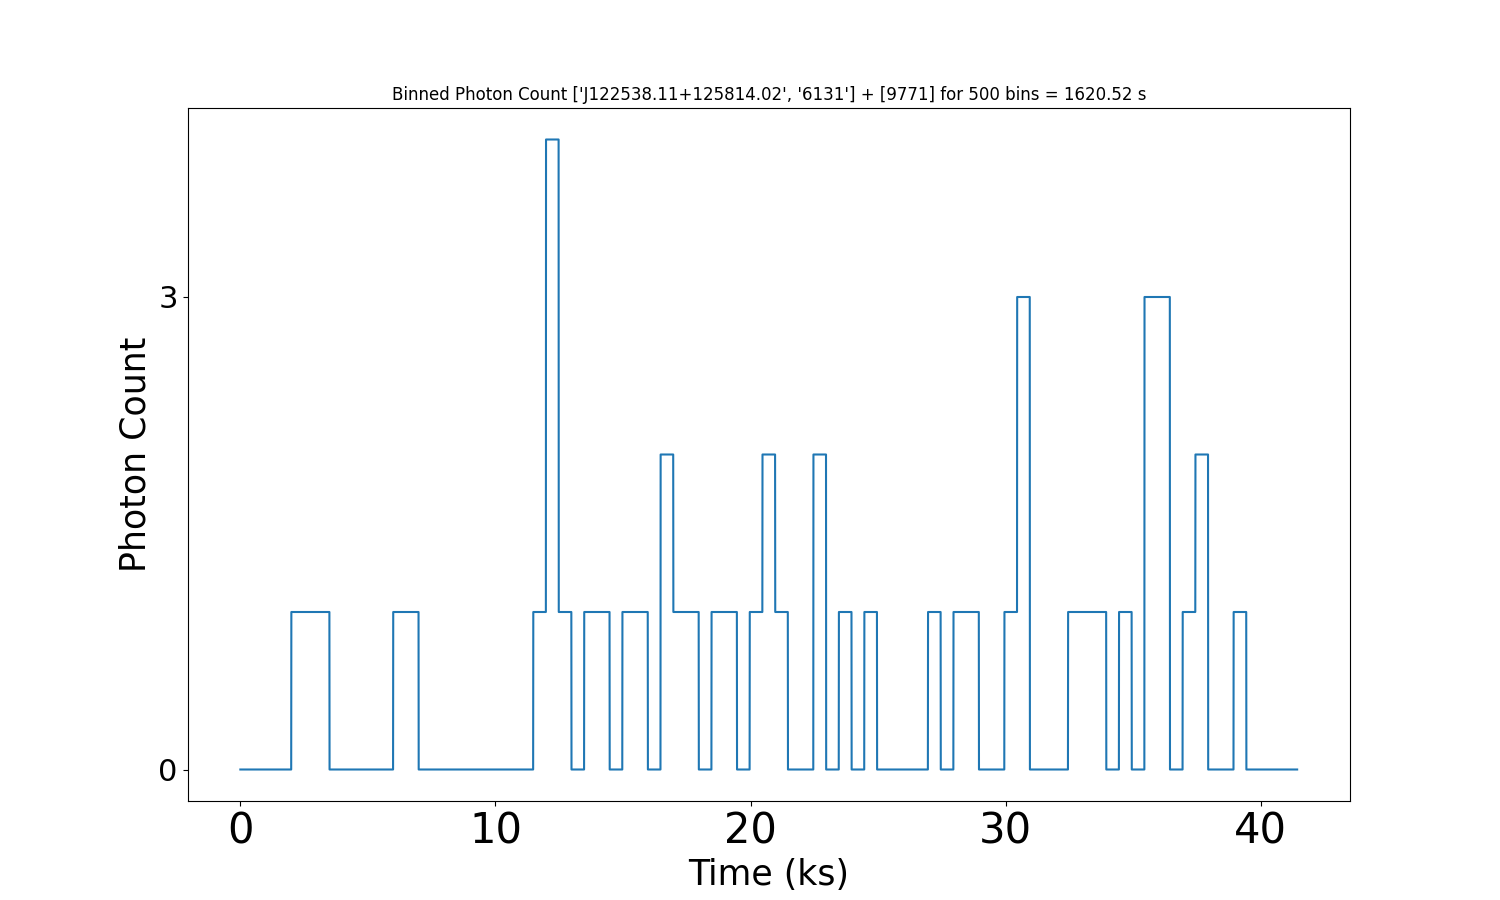 Binned Photon Count ['J122538.11+125814.02', '6131'] + [9771] for 500 bins = 1620.52 s
Photon Count
3
0
0 10 20 30 40
Time (ks)